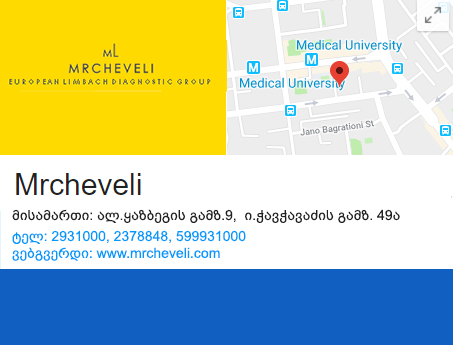 mL
MRCHEVELI
EUROPEAN LIMBACH DIAGNOSTIC GROUP
Medical University
M
M
Medical University
Jano Bagrationi St
Mrcheveli
მისამართი: ალ.ყაზბეგის გამზ.9, ი.ჭავჭავაძის გამზ. 49ა
ტელ: 2931000, 2378848, 599931000
ვებგვერდი: www.mrcheveli.com